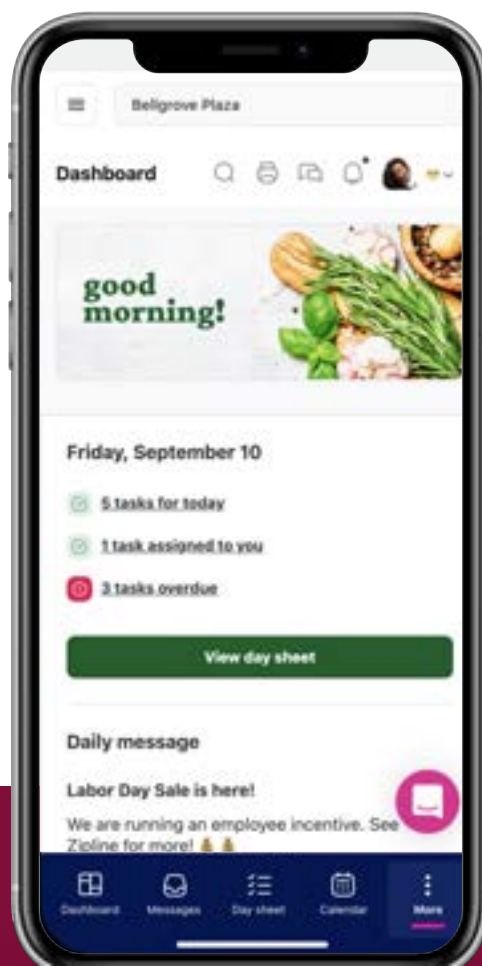 Bellgrove Plaza
Dashboard
good
morning!
Friday, September 10
5 tasks for today
1 task assigned to you
3 tasks overdue
View day sheet
Daily message
Labor Day Sale is here!
We are running an employee incentive. See
Zipline for more!
Dashboard
Messages
Day sheet
Calendar
More